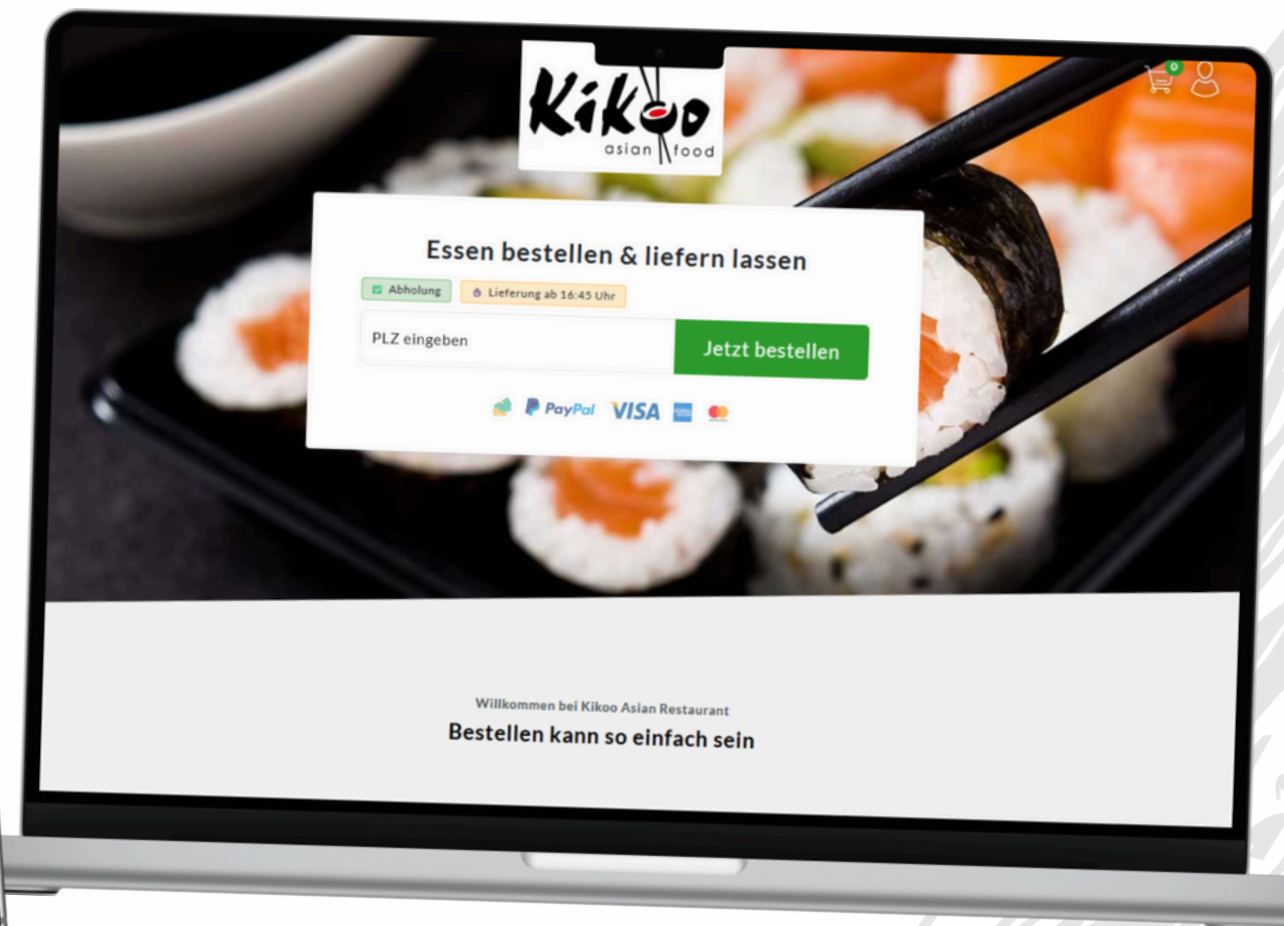 Kikoo
asian food
0
Essen bestellen & liefern lassen
Abholung
Lieferung ab 16:45 Uhr
PLZ eingeben
Jetzt bestellen
PayPal
VISA
Willkommen bei Kikoo Asian Restaurant
Bestellen kann so einfach sein